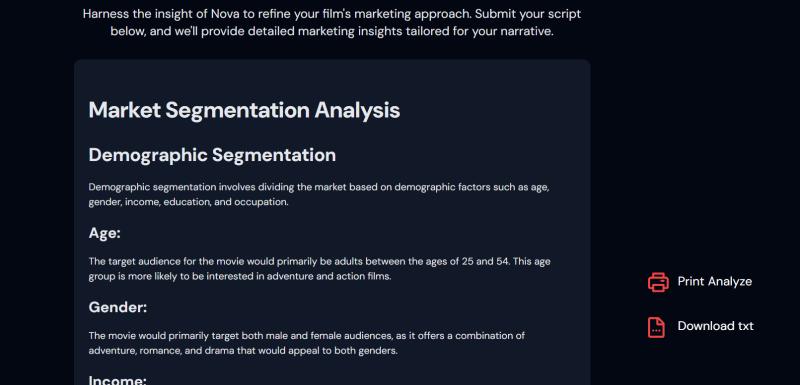 Harness the insight of Nova to refine your film's marketing approach. Submit your script
below, and we'll provide detailed marketing insights tailored for your narrative.
Market Segmentation Analysis
Demographic Segmentation
Demographic segmentation involves dividing the market based on demographic factors such as age,
gender, income, education, and occupation.
Age:
The target audience for the movie would primarily be adults between the ages of 25 and 54. This age
group is more likely to be interested in adventure and action films.
Gender:
The movie would primarily target both male and female audiences, as it offers a combination of
adventure, romance, and drama that would appeal to both genders.
Income:
Print Analyze
Download txt